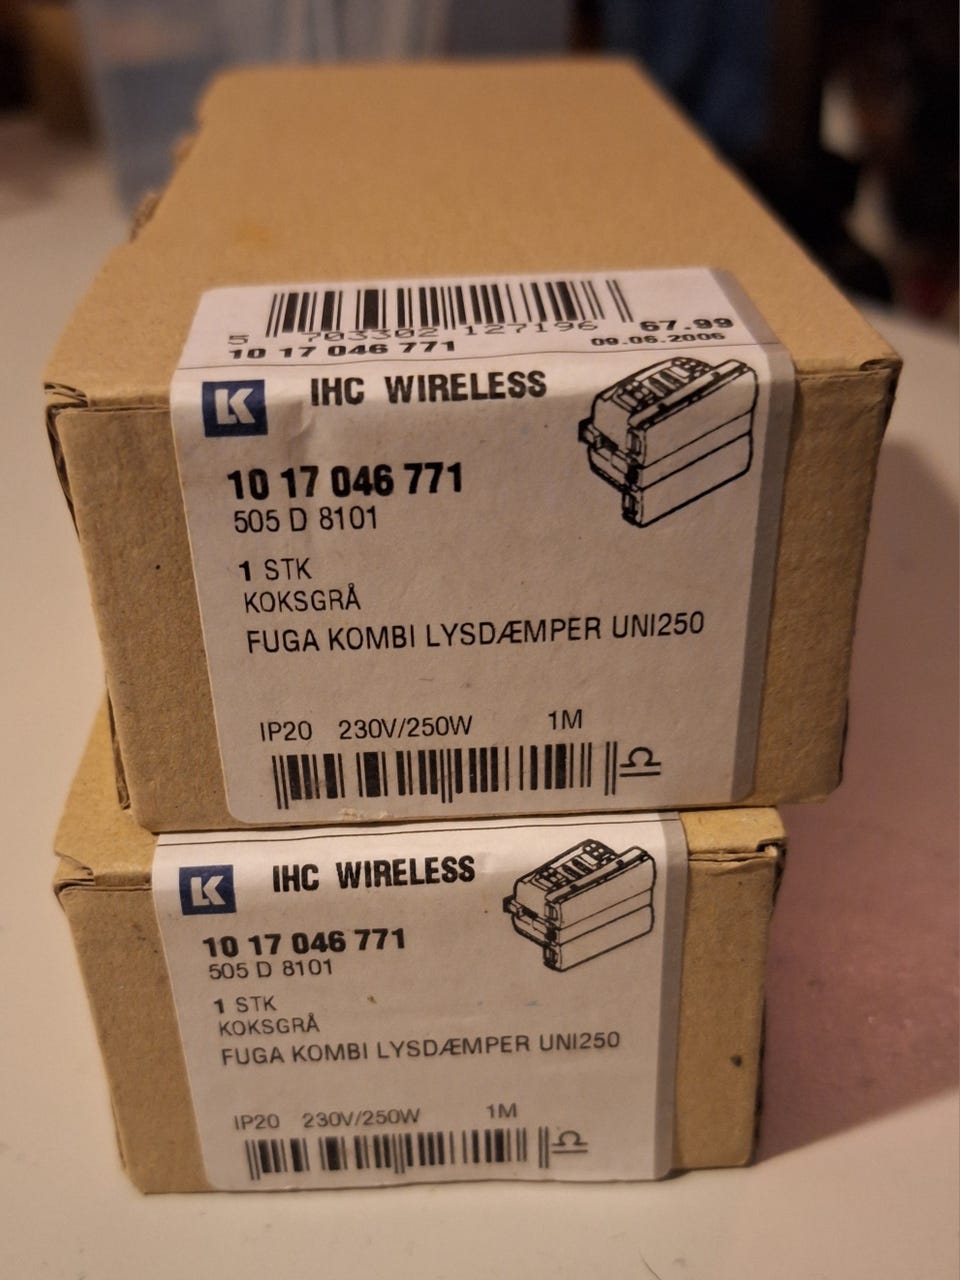 5 703302 127196 67.99
10 17 046 771 09.06.2006
LK IHC WIRELESS
10 17 046 771
505 D 8101
1 STK
KOKSGRÅ
FUGA KOMBI LYSDÆMPER UNI250
IP20 230V/250W 1M
LK IHC WIRELESS
10 17 046 771
505 D 8101
1 STK
KOKSGRÅ
FUGA KOMBI LYSDÆMPER UNI250
IP20 230V/250W 1M